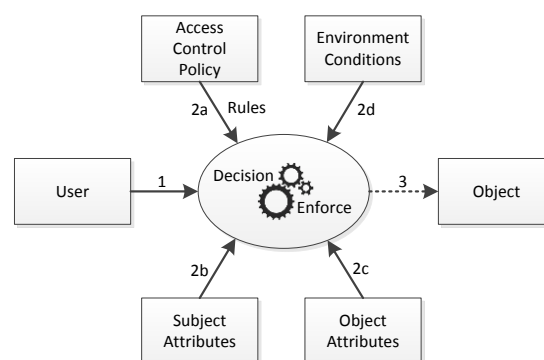 Access
Control
Policy
Environment
Conditions
2a
Rules
2d
User
1
Decision
Enforce
3
Object
2b
2c
Subject
Attributes
Object
Attributes